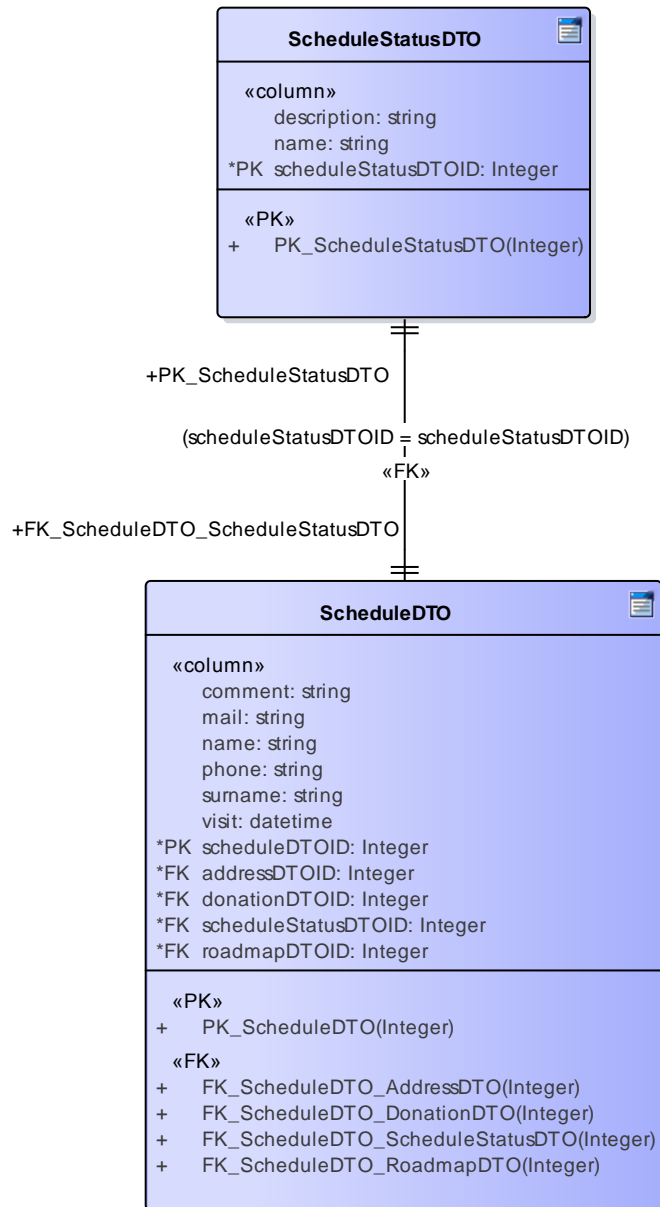 ScheduleStatusDTO
«column»
description: string
name: string
*PK scheduleStatusDTOID: Integer
«PK»
+ PK_ScheduleStatusDTO(Integer)
+PK_ScheduleStatusDTO
(scheduleStatusDTOID = scheduleStatusDTOID)
«FK»
+FK_ScheduleDTO_ScheduleStatusDTO
ScheduleDTO
«column»
comment: string
mail: string
name: string
phone: string
surname: string
visit: datetime
*PK scheduleDTOID: Integer
*FK addressDTOID: Integer
*FK donationDTOID: Integer
*FK scheduleStatusDTOID: Integer
*FK roadmapDTOID: Integer
«PK»
+ PK_ScheduleDTO(Integer)
«FK»
+ FK_ScheduleDTO_AddressDTO(Integer)
+ FK_ScheduleDTO_DonationDTO(Integer)
+ FK_ScheduleDTO_ScheduleStatusDTO(Integer)
+ FK_ScheduleDTO_RoadmapDTO(Integer)